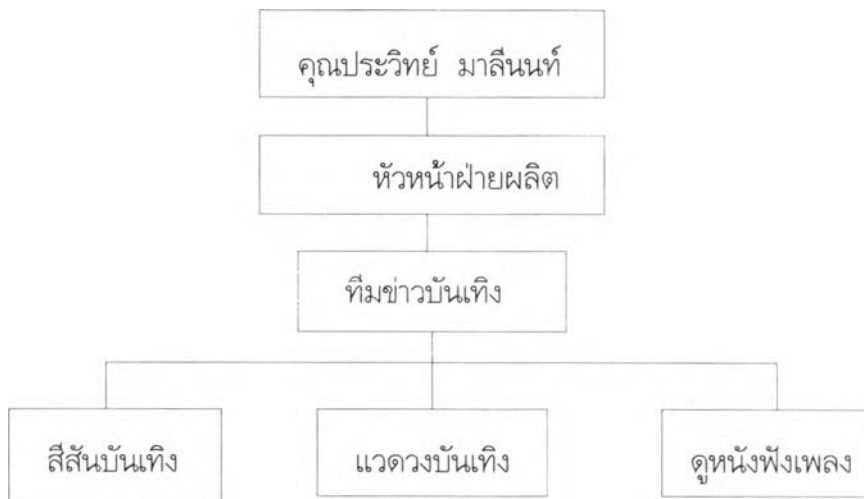 คุณประวิทย์ มาลีนนท์
หัวหน้าฝ่ายผลิต
ทีมข่าวบันเทิง
สีสันบันเทิง
แวดวงบันเทิง
ดูหนังฟังเพลง